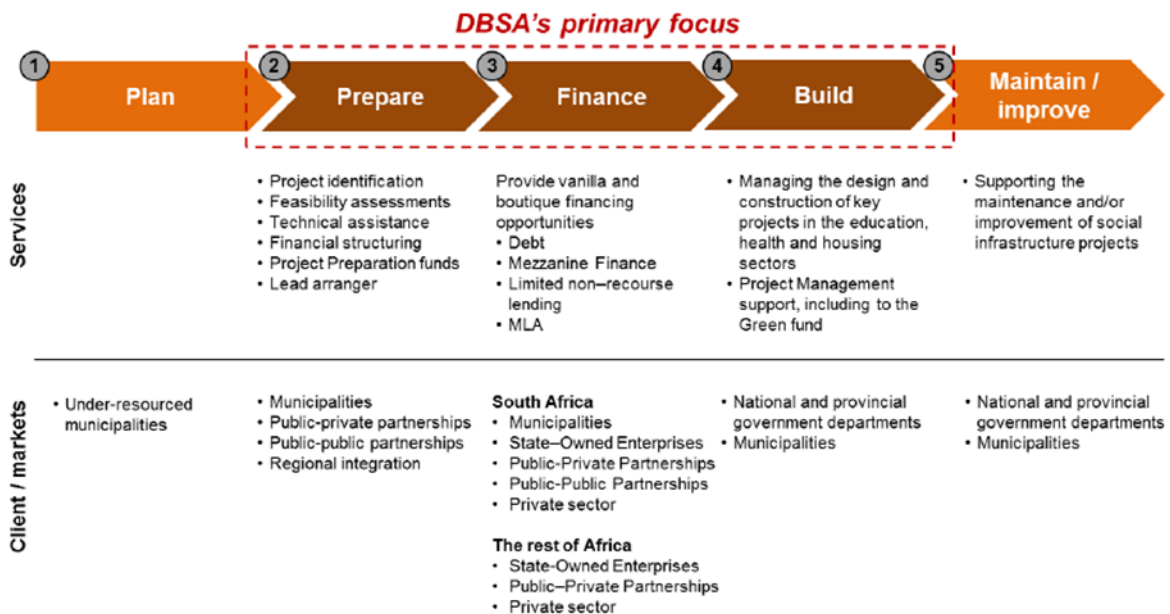 DBSA's primary focus
1
Plan
2
Prepare
3
Finance
4
Build
5
Maintain /
improve
Services
• Project identification
• Feasibility assessments
• Technical assistance
• Financial structuring
• Project Preparation funds
• Lead arranger
Provide vanilla and
boutique financing
opportunities
• Debt
• Mezzanine Finance
• Limited non–recourse
lending
• MLA
• Managing the design and
construction of key
projects in the education,
health and housing
sectors
• Project Management
support, including to the
Green fund
• Supporting the
maintenance and/or
improvement of social
infrastructure projects
Client / markets
• Under-resourced
municipalities
• Municipalities
• Public-private partnerships
• Public-public partnerships
• Regional integration
South Africa
• Municipalities
• State–Owned Enterprises
• Public-Private Partnerships
• Public-Public Partnerships
• Private sector
The rest of Africa
• State-Owned Enterprises
• Public–Private Partnerships
• Private sector
• National and provincial
government departments
• Municipalities
• National and provincial
government departments
• Municipalities